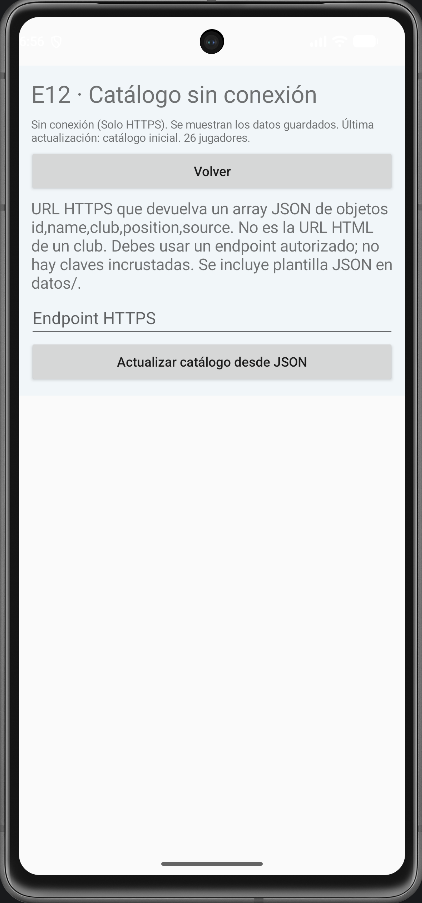 E12 · Catálogo sin conexión
Sin conexión (Solo HTTPS). Se muestran los datos guardados. Última
actualización: catálogo inicial. 26 jugadores.
Volver
URL HTTPS que devuelva un array JSON de objetos
id,name,club,position,source. No es la URL HTML
de un club. Debes usar un endpoint autorizado; no
hay claves incrustadas. Se incluye plantilla JSON en
datos/.
Endpoint HTTPS
Actualizar catálogo desde JSON